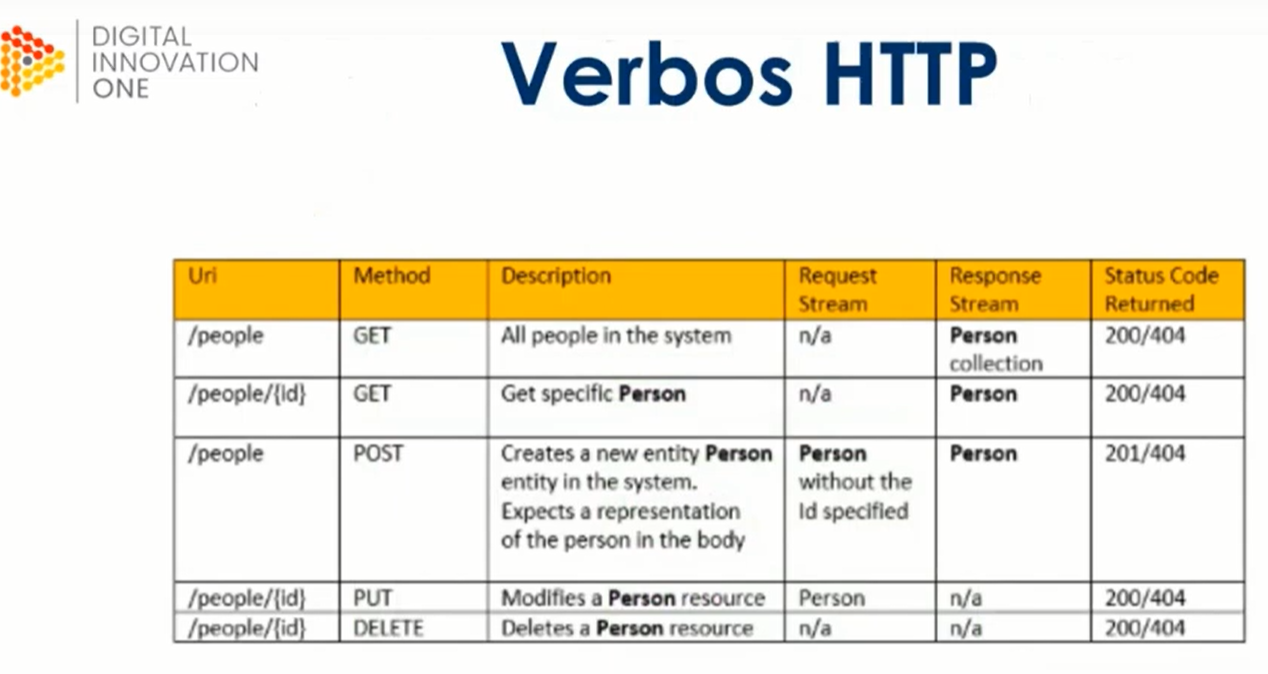 DIGITAL
INNOVATION
ONE
Verbos HTTP
Uri Method Description Request Stream Response Stream Status Code Returned
/people GET All people in the system n/a Person collection 200/404
/people/{id} GET Get specific Person n/a Person 200/404
/people POST Creates a new entity Person entity in the system. Expects a representation of the person in the body Person without the Id specified Person 201/404
/people/{id} PUT Modifies a Person resource Person n/a 200/404
/people/{id} DELETE Deletes a Person resource n/a n/a 200/404